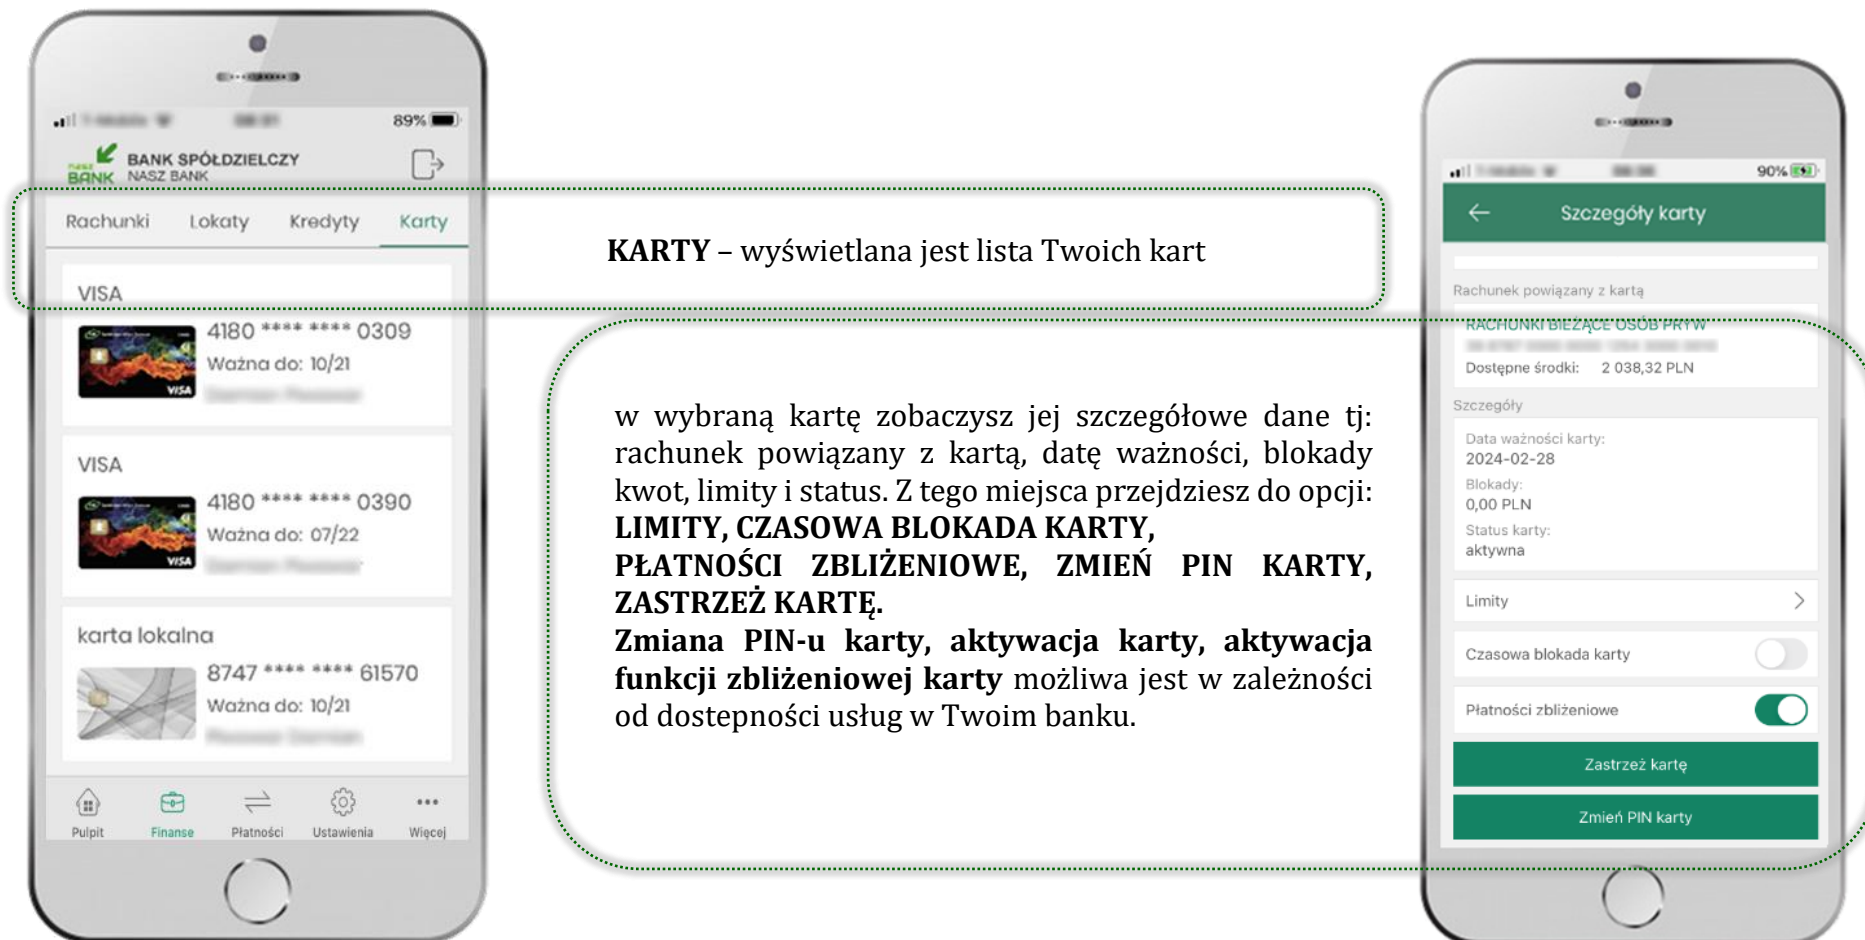 89%
nasz BANK
BANK SPÓŁDZIELCZY
NASZ BANK
Rachunki Lokaty Kredyty Karty
VISA
4180 **** **** 0309
Ważna do: 10/21
VISA
VISA
4180 **** **** 0390
Ważna do: 07/22
VISA
karta lokalna
8747 **** **** 61570
Ważna do: 10/21
Pulpit Finanse Płatności Ustawienia Więcej
KARTY – wyświetlana jest lista Twoich kart
w wybraną kartę zobaczysz jej szczegółowe dane tj:
rachunek powiązany z kartą, datę ważności, blokady
kwot, limity i status. Z tego miejsca przejdziesz do opcji:
LIMITY, CZASOWA BLOKADA KARTY,
PŁATNOŚCI ZBLIŻENIOWE, ZMIEŃ PIN KARTY,
ZASTRZEŻ KARTĘ.
Zmiana PIN-u karty, aktywacja karty, aktywacja
funkcji zbliżeniowej karty możliwa jest w zależności
od dostepności usług w Twoim banku.
90%
Szczegóły karty
Rachunek powiązany z kartą
RACHUNKI BIEŻĄCE OSÓB PRYW
Dostępne środki: 2 038,32 PLN
Szczegóły
Data ważności karty:
2024-02-28
Blokady:
0,00 PLN
Status karty:
aktywna
Limity
Czasowa blokada karty
Płatności zbliżeniowe
Zastrzeż kartę
Zmień PIN karty